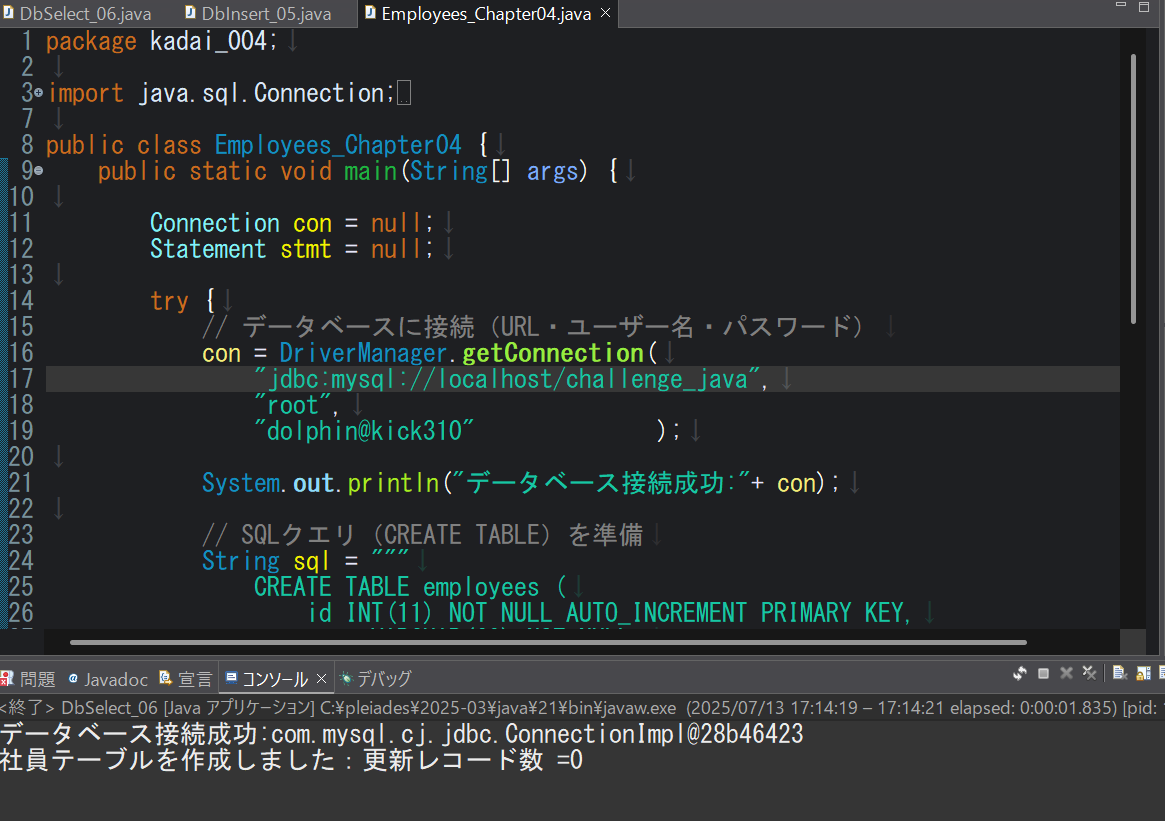 DbSelect_06.java DbInsert_05.java Employees_Chapter04.java
1 package kadai_004;
2
3 import java.sql.Connection;
7
8 public class Employees_Chapter04 {
9 public static void main(String[] args) {
10
11 Connection con = null;
12 Statement stmt = null;
13
14 try {
15 // データベースに接続（URL・ユーザー名・パスワード）
16 con = DriverManager.getConnection(
17 "jdbc:mysql://localhost/challenge_java",
18 "root",
19 "dolphin@kick310" );
20
21 System.out.println("データベース接続成功:"+ con);
22
23 // SQLクエリ（CREATE TABLE）を準備
24 String sql = """
25 CREATE TABLE employees (
26 id INT(11) NOT NULL AUTO_INCREMENT PRIMARY KEY,
問題 Javadoc 宣言 コンソール デバッグ
<終了> DbSelect_06 [Java アプリケーション] C:¥pleiades¥2025-03¥java¥21¥bin¥javaw.exe (2025/07/13 17:14:19 – 17:14:21 elapsed: 0:00:01.835) [pid:
データベース接続成功:com.mysql.cj.jdbc.ConnectionImpl@28b46423
社員テーブルを作成しました：更新レコード数 =0